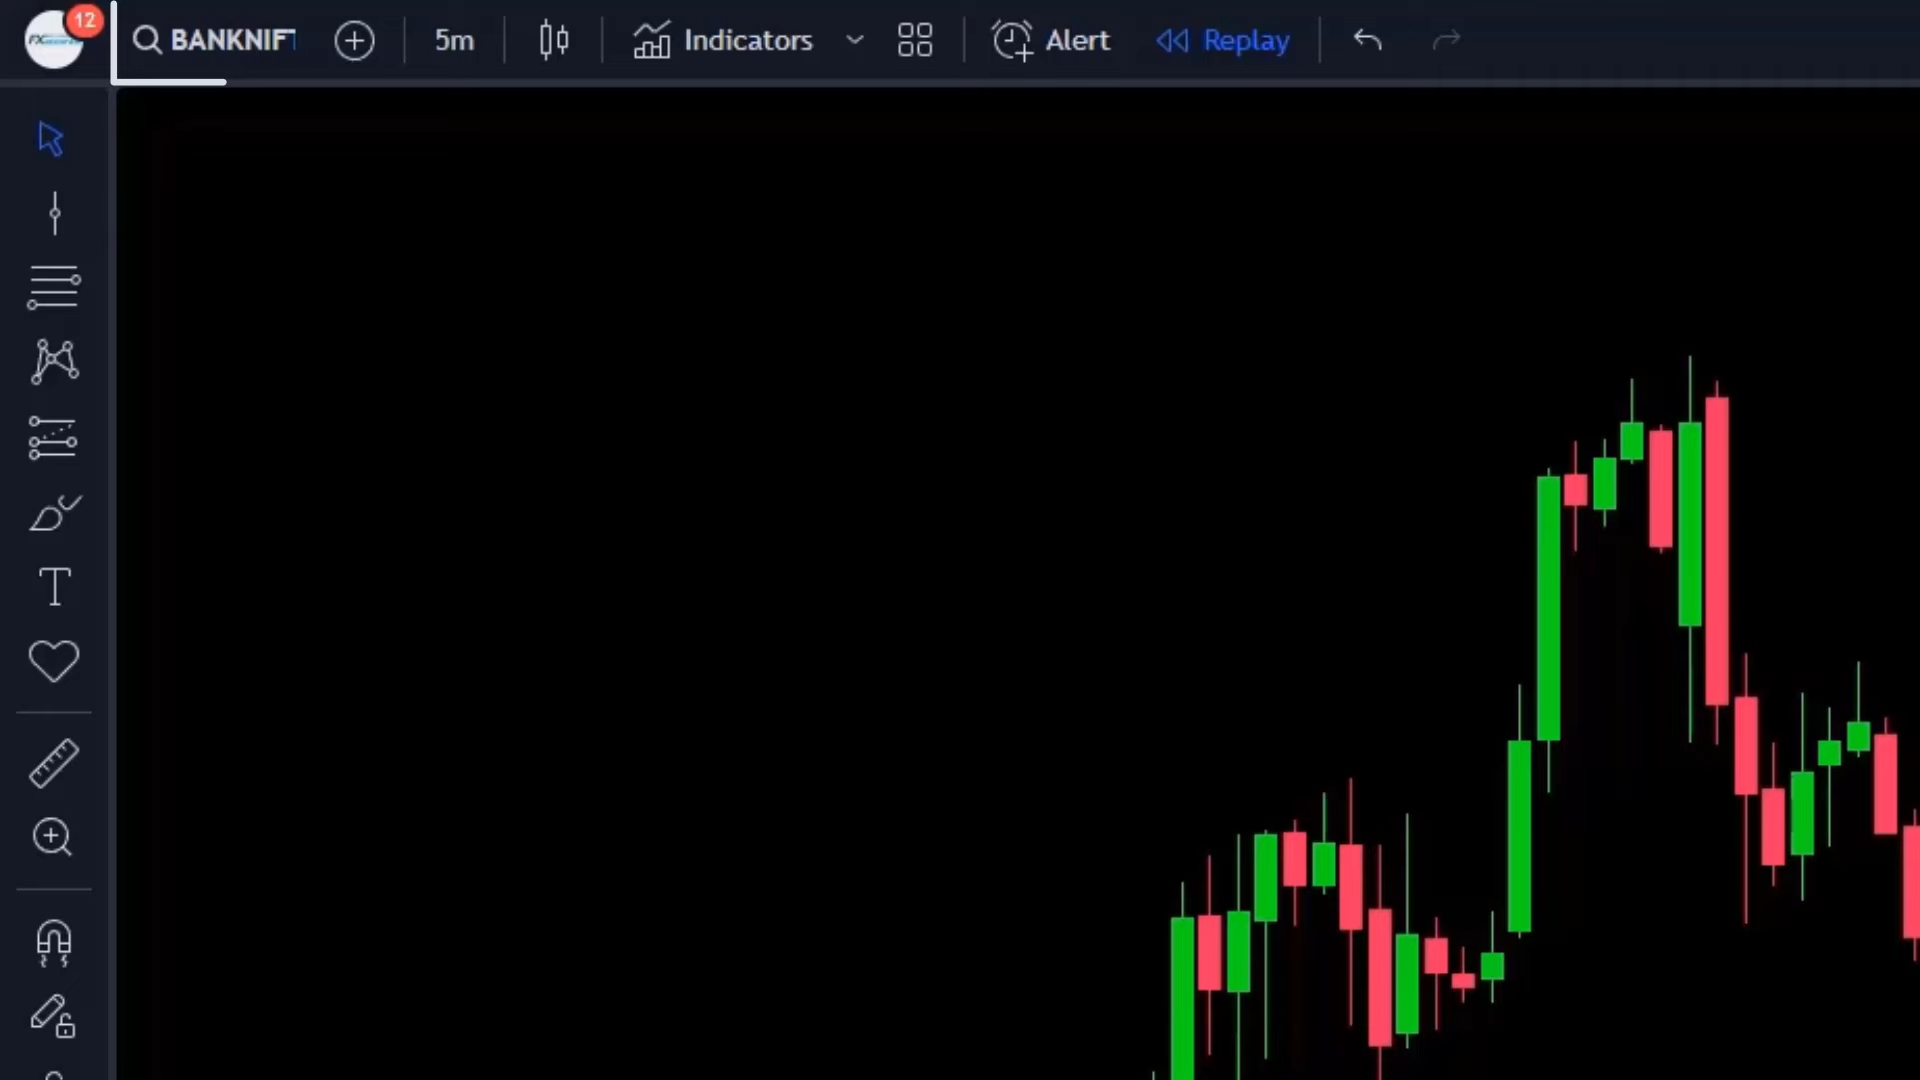 12
BANKNIFT
5m
Indicators
Alert
Replay